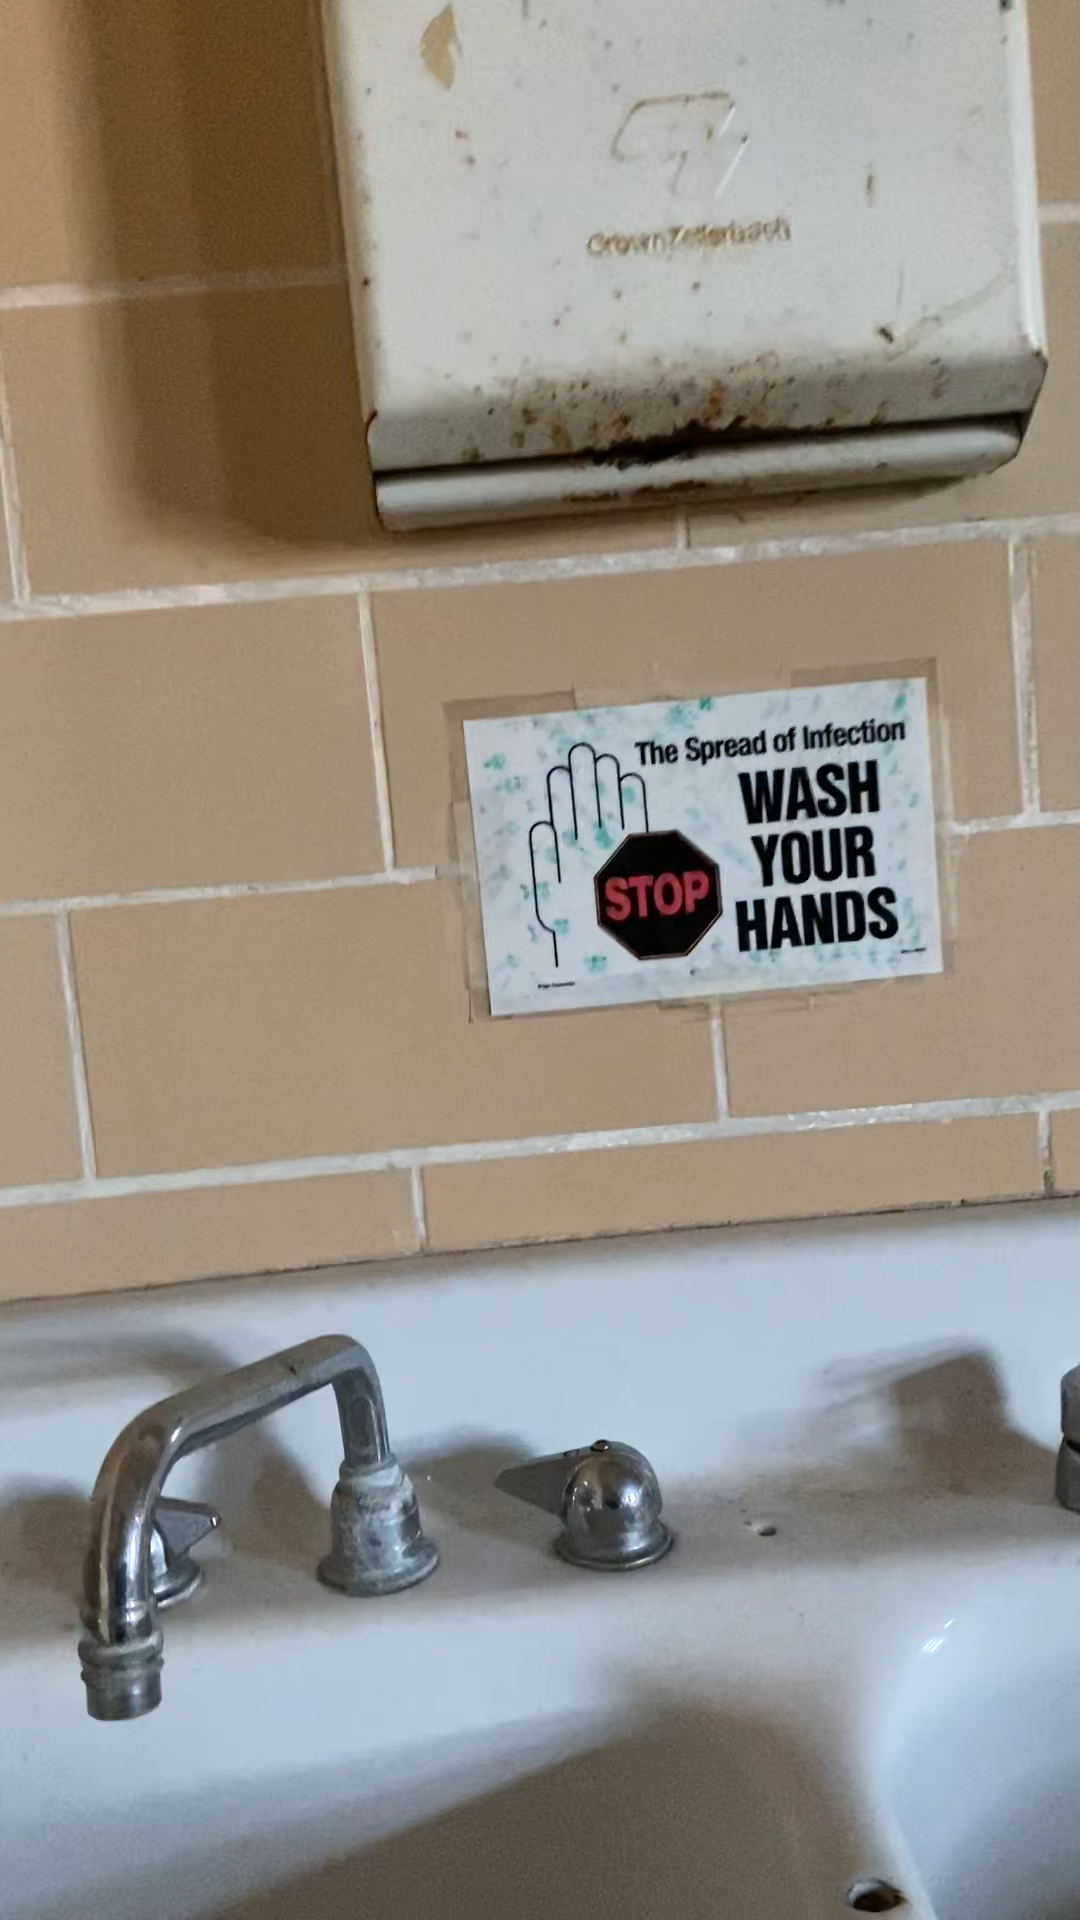 Crown Zellerbach
The Spread of Infection
WASH
YOUR
HANDS
STOP